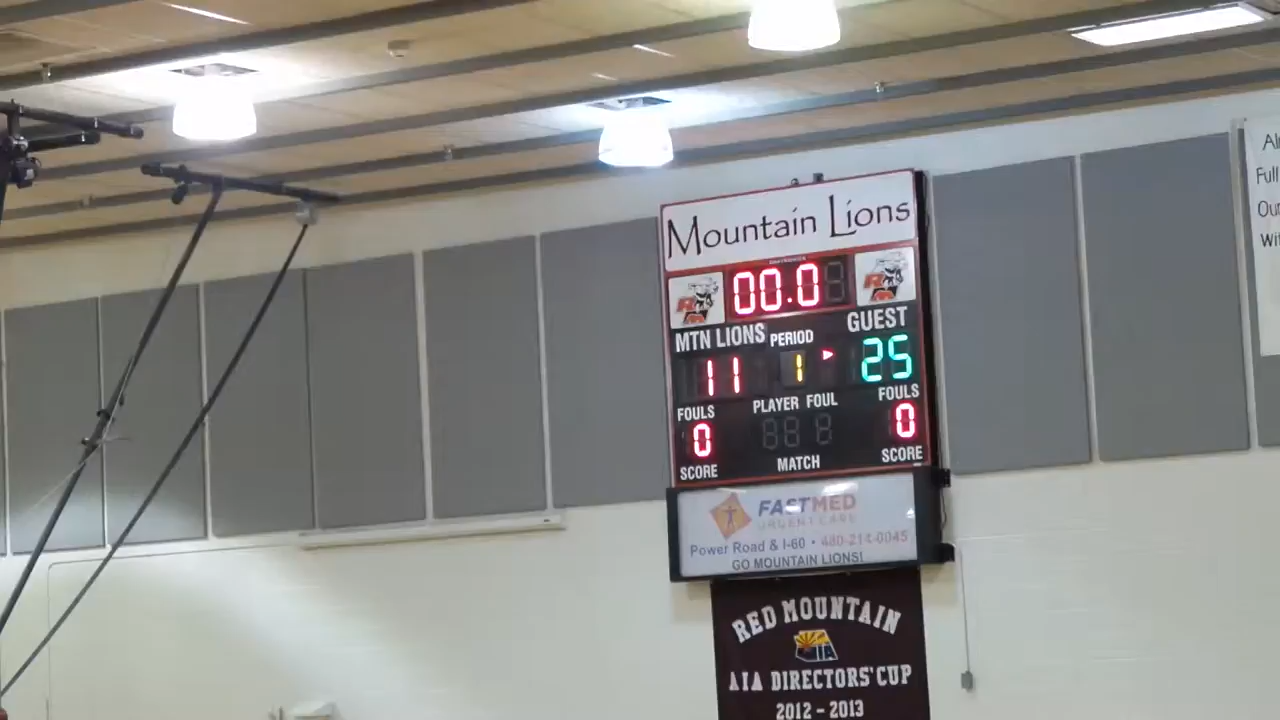 Mountain Lions
00.0
MTN LIONS PERIOD GUEST
11 1 25
FOULS PLAYER FOUL FOULS
0 0
SCORE MATCH SCORE
FASTMED
URGENT CARE
Power Road & I-60 • 480-214-0045
GO MOUNTAIN LIONS!
RED MOUNTAIN
AIA
AIA DIRECTORS' CUP
2012 - 2013
Full
Our